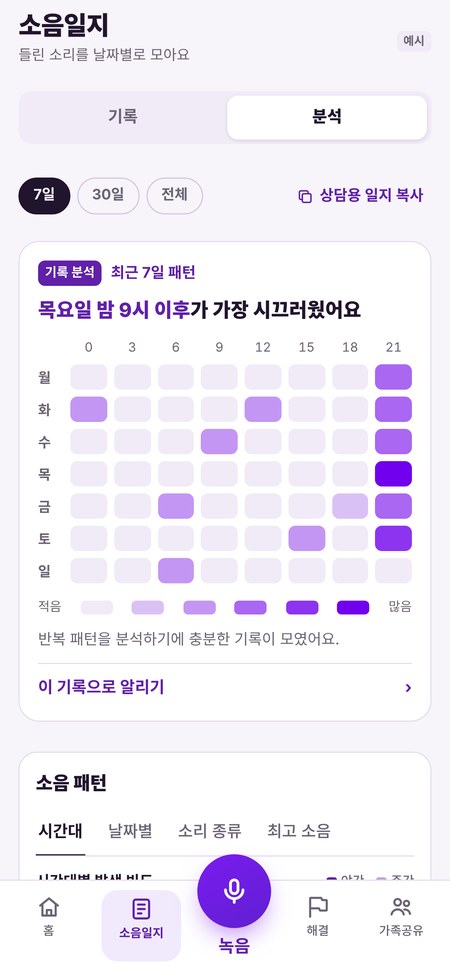 소음일지
들린 소리를 날짜별로 모아요
예시
기록
분석
7일
30일
전체
상담용 일지 복사
기록 분석
최근 7일 패턴
목요일 밤 9시 이후가 가장 시끄러웠어요
0 3 6 9 12 15 18 21
월
화
수
목
금
토
일
적음
많음
반복 패턴을 분석하기에 충분한 기록이 모였어요.
이 기록으로 알리기
소음 패턴
시간대
날짜별
소리 종류
최고 소음
홈
소음일지
녹음
해결
가족공유